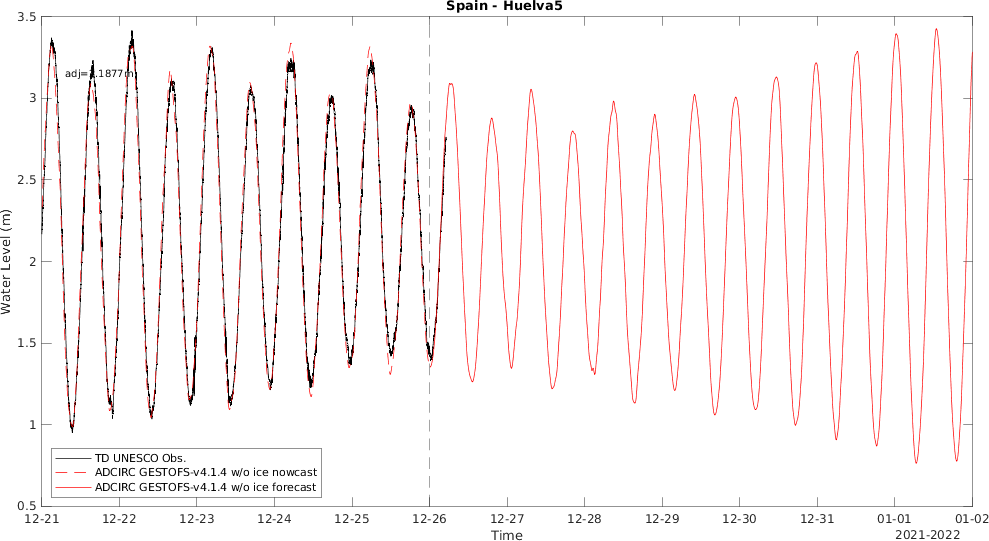 Spain - Huelva5
3.5
3
2.5
2
1.5
1
0.5
Water Level (m)
TD UNESCO Obs.
ADCIRC GESTOFS-v4.1.4 w/o ice nowcast
ADCIRC GESTOFS-v4.1.4 w/o ice forecast
12-21 12-22 12-23 12-24 12-25 12-26 12-27 12-28 12-29 12-30 12-31 01-01 01-02
Time
2021-2022